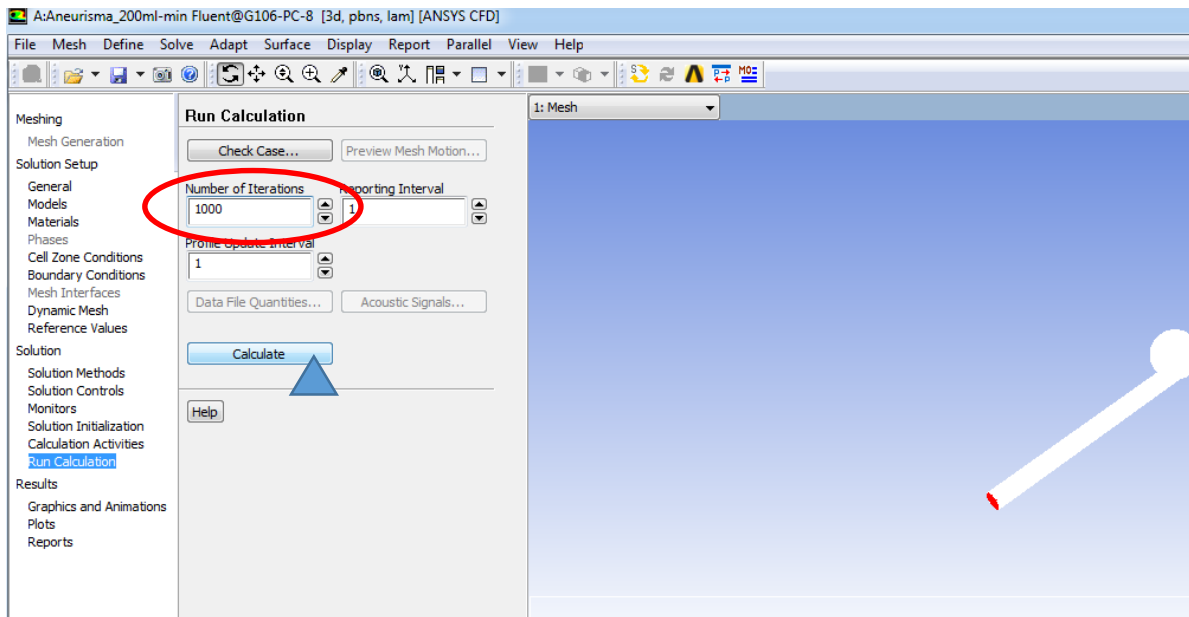 A:Aneurisma_200ml-min Fluent@G106-PC-8 [3d, pbns, lam] [ANSYS CFD]
File Mesh Define Solve Adapt Surface Display Report Parallel View Help
Meshing
Mesh Generation
Solution Setup
General
Models
Materials
Phases
Cell Zone Conditions
Boundary Conditions
Mesh Interfaces
Dynamic Mesh
Reference Values
Solution
Solution Methods
Solution Controls
Monitors
Solution Initialization
Calculation Activities
Run Calculation
Results
Graphics and Animations
Plots
Reports
Run Calculation
Check Case... Preview Mesh Motion...
Number of Iterations Reporting Interval
1000 1
Profile Update Interval
1
Data File Quantities... Acoustic Signals...
Calculate
Help
1: Mesh